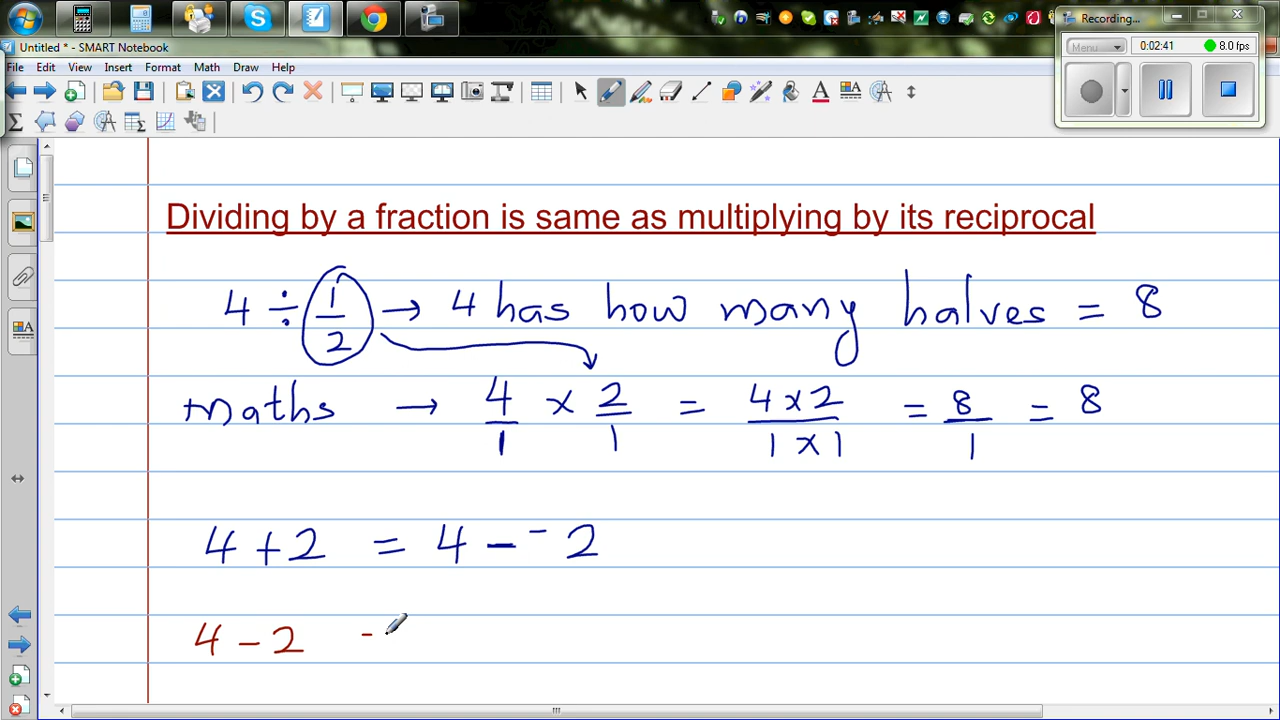 Recording...
Untitled * - SMART Notebook
Menu
0:02:41
8.0 fps
File Edit View Insert Format Math Draw Help
Dividing by a fraction is same as multiplying by its reciprocal
4 ÷ 1/2 → 4 has how many halves = 8
maths → 4/1 × 2/1 = 4×2/1×1 = 8/1 = 8
4 + 2 = 4 - ⁻2
4 - 2 -